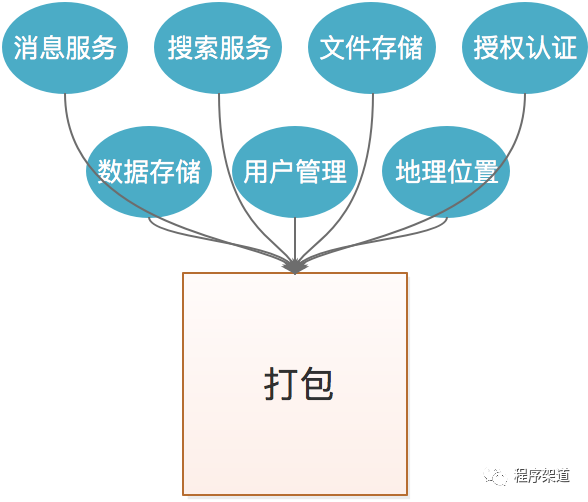 消息服务
搜索服务
文件存储
授权认证
数据存储
用户管理
地理位置
打包
程序架道